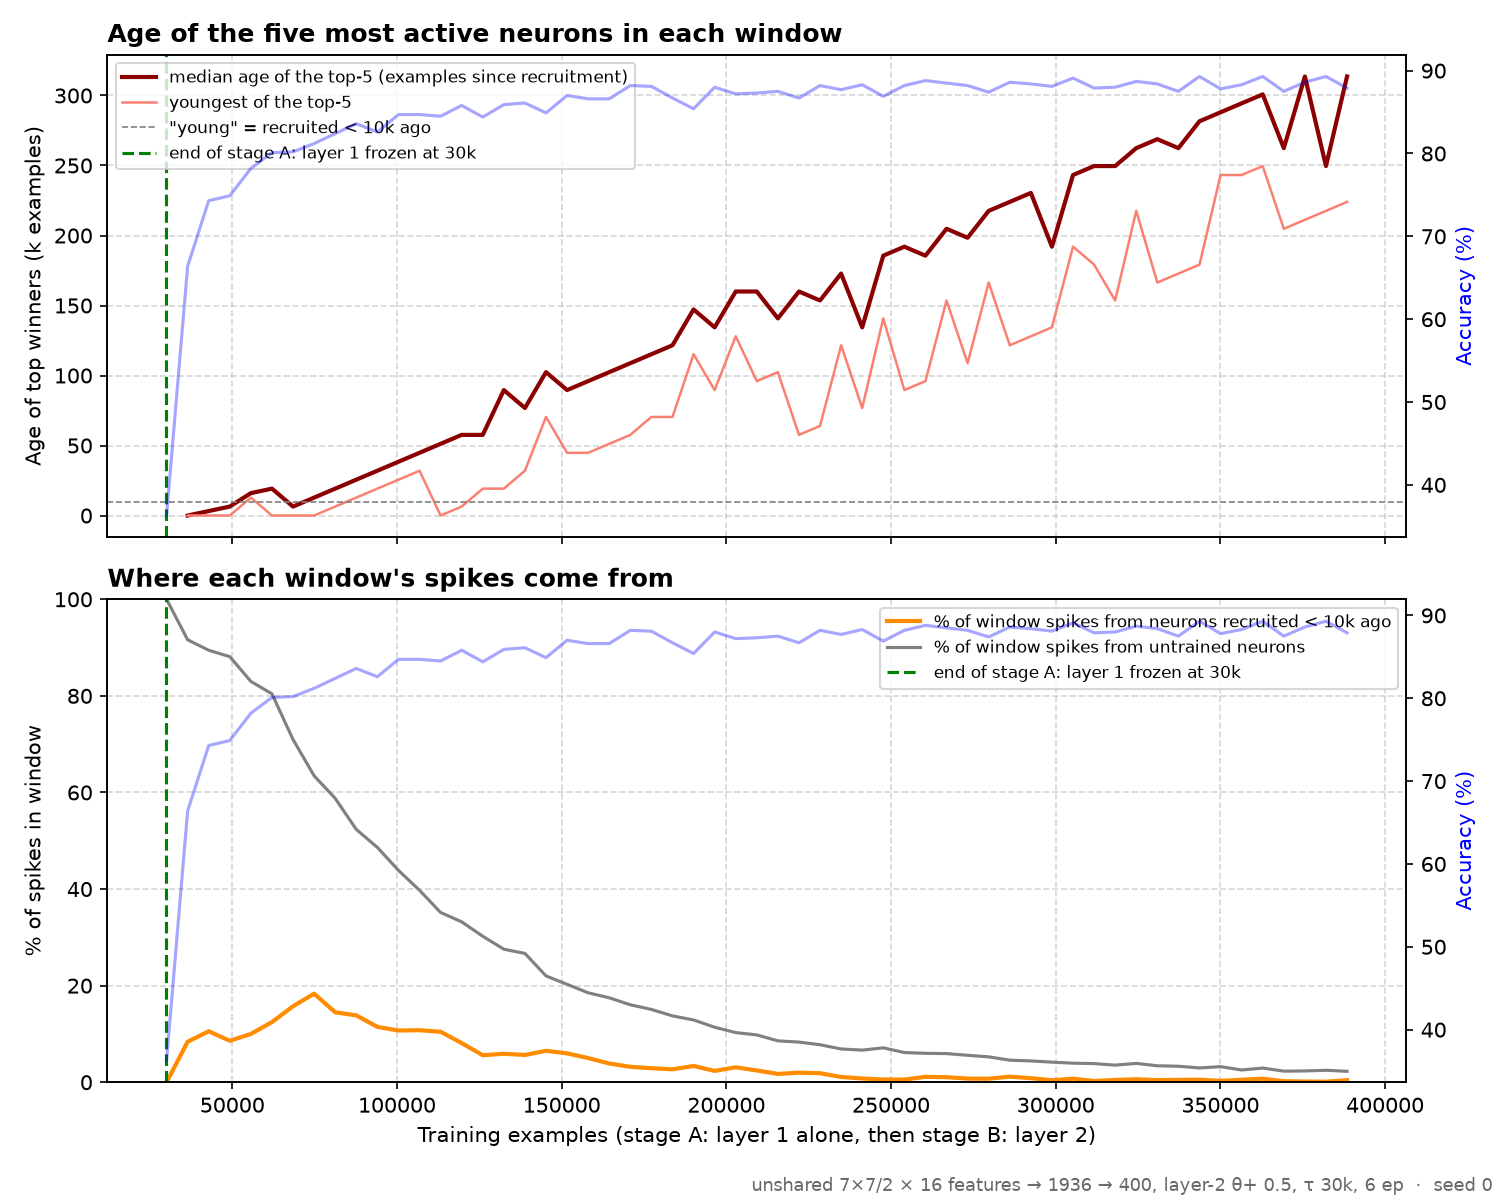 Age of the five most active neurons in each window
median age of the top-5 (examples since recruitment)
youngest of the top-5
"young" = recruited < 10k ago
end of stage A: layer 1 frozen at 30k
Age of top winners (k examples)
300
250
200
150
100
50
0
90
80
70
60
50
40
Accuracy (%)
Where each window's spikes come from
% of window spikes from neurons recruited < 10k ago
% of window spikes from untrained neurons
end of stage A: layer 1 frozen at 30k
% of spikes in window
100
80
60
40
20
0
90
80
70
60
50
40
Accuracy (%)
50000 100000 150000 200000 250000 300000 350000 400000
Training examples (stage A: layer 1 alone, then stage B: layer 2)
unshared 7×7/2 × 16 features → 1936 → 400, layer-2 θ+ 0.5, τ 30k, 6 ep · seed 0